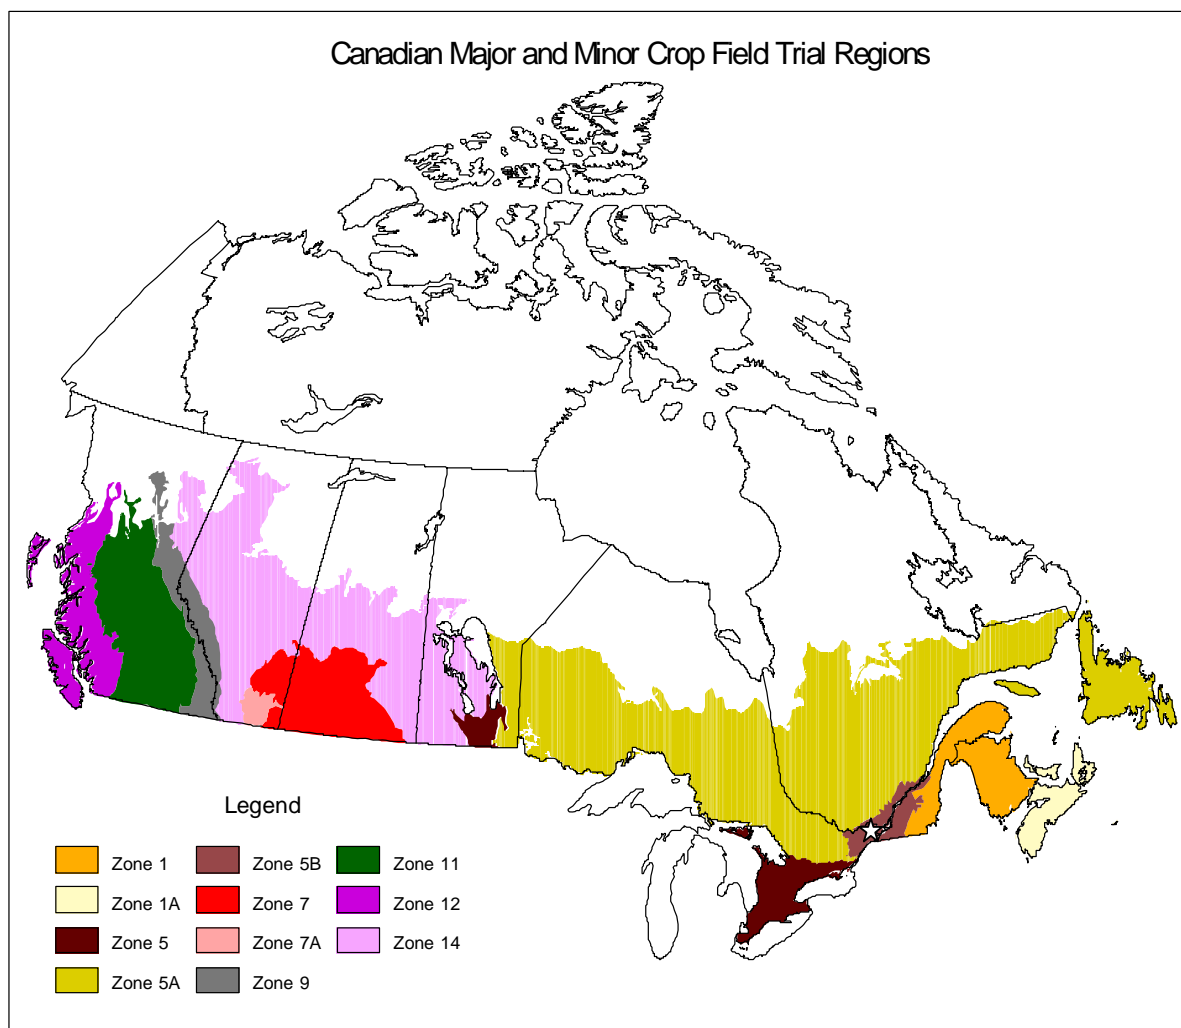 Canadian Major and Minor Crop Field Trial Regions
Legend
Zone 1
Zone 1A
Zone 5
Zone 5A
Zone 5B
Zone 7
Zone 7A
Zone 9
Zone 11
Zone 12
Zone 14